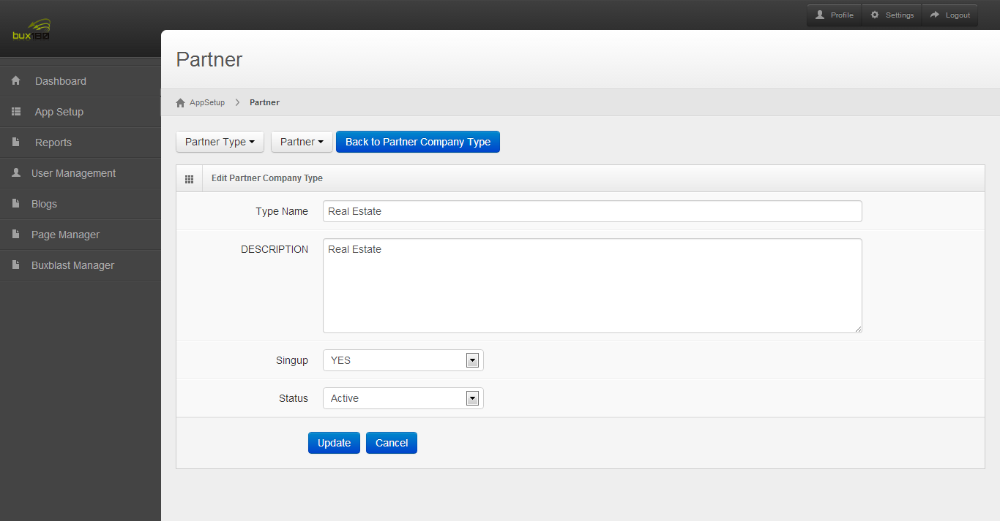 bux180
Profile
Settings
Logout
Partner
Dashboard
App Setup
Reports
User Management
Blogs
Page Manager
Buxblast Manager
AppSetup
Partner
Partner Type
Partner
Back to Partner Company Type
Edit Partner Company Type
Type Name
Real Estate
DESCRIPTION
Real Estate
Singup
YES
Status
Active
Update
Cancel